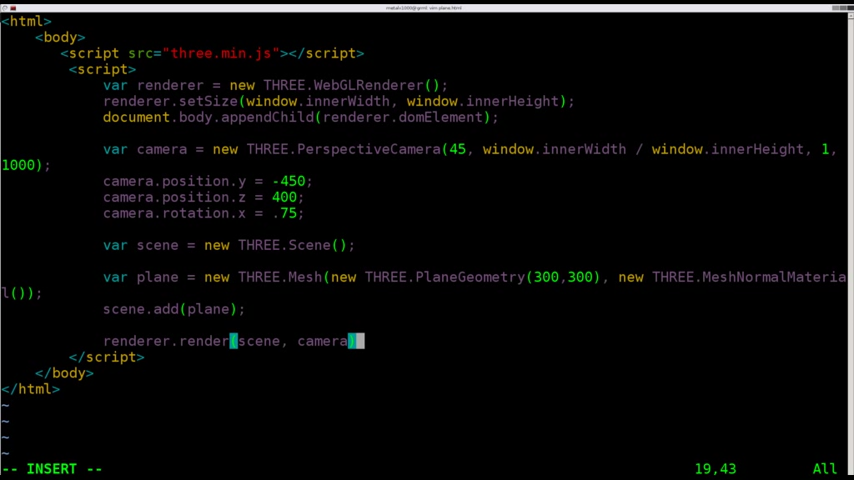 <html>
<body>
<script src="three.min.js"></script>
<script>
var renderer = new THREE.WebGLRenderer();
renderer.setSize(window.innerWidth, window.innerHeight);
document.body.appendChild(renderer.domElement);
var camera = new THREE.PerspectiveCamera(45, window.innerWidth / window.innerHeight, 1,
1000);
camera.position.y = -450;
camera.position.z = 400;
camera.rotation.x = .75;
var scene = new THREE.Scene();
var plane = new THREE.Mesh(new THREE.PlaneGeometry(300,300), new THREE.MeshNormalMateria
l());
scene.add(plane);
renderer.render(scene, camera)
</script>
</body>
</html>
~
~
~
~
-- INSERT -- 19,43 All